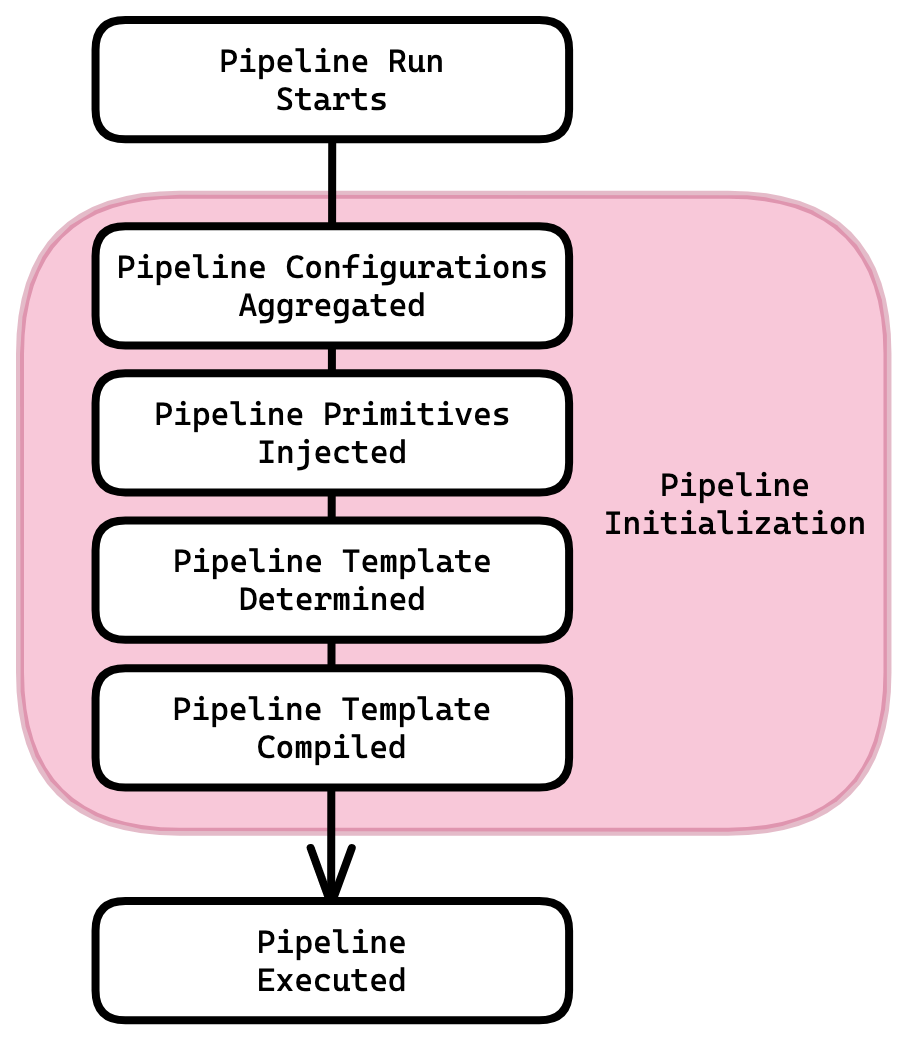 Pipeline Run
Starts
Pipeline Configurations
Aggregated
Pipeline Primitives
Injected
Pipeline
Initialization
Pipeline Template
Determined
Pipeline Template
Compiled
Pipeline
Executed